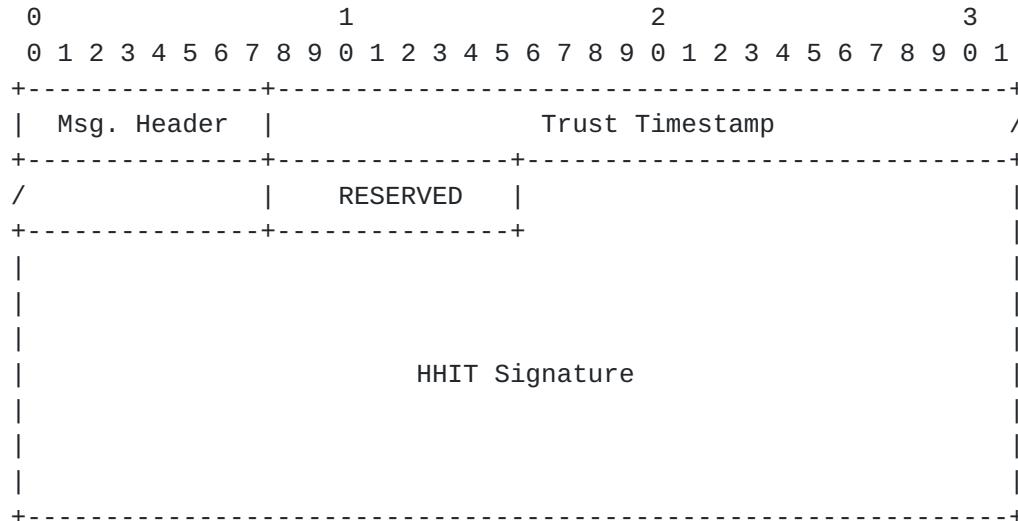 0                   1                   2                   3
 0 1 2 3 4 5 6 7 8 9 0 1 2 3 4 5 6 7 8 9 0 1 2 3 4 5 6 7 8 9 0 1
+---------------+-----------------------------------------------+
|  Msg. Header  |                 Trust Timestamp               /
+---------------+---------------+-------------------------------+
/               |    RESERVED   |                               |
+---------------+---------------+                               |
|                                                               |
|                                                               |
|                                                               |
|                         HHIT Signature                        |
|                                                               |
|                                                               |
|                                                               |
+---------------------------------------------------------------+